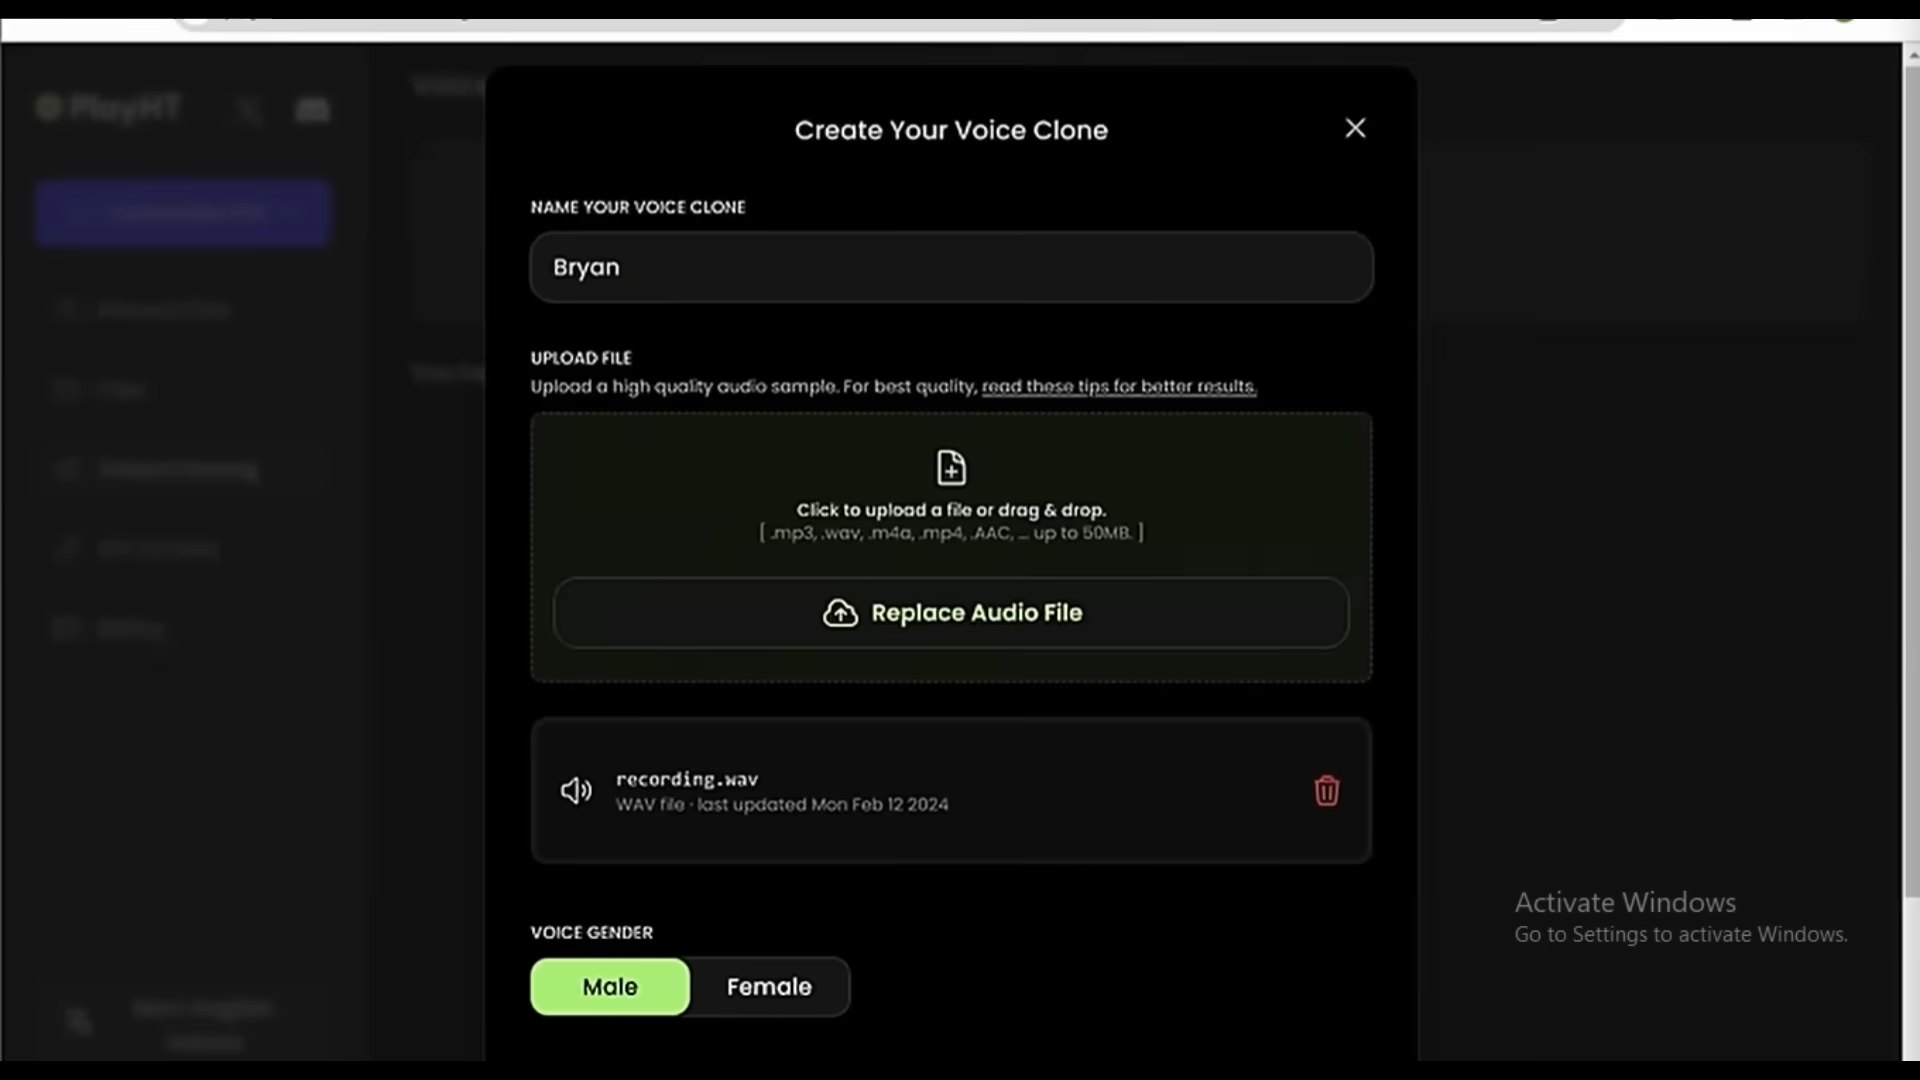 PlayHT
Create Your Voice Clone
NAME YOUR VOICE CLONE
Bryan
UPLOAD FILE
Upload a high quality audio sample. For best quality, read these tips for better results.
Click to upload a file or drag & drop.
[ .mp3, .wav, .m4a, .mp4, .AAC, ... up to 50MB. ]
Replace Audio File
recording.wav
WAV file · last updated Mon Feb 12 2024
VOICE GENDER
Male
Female
Activate Windows
Go to Settings to activate Windows.